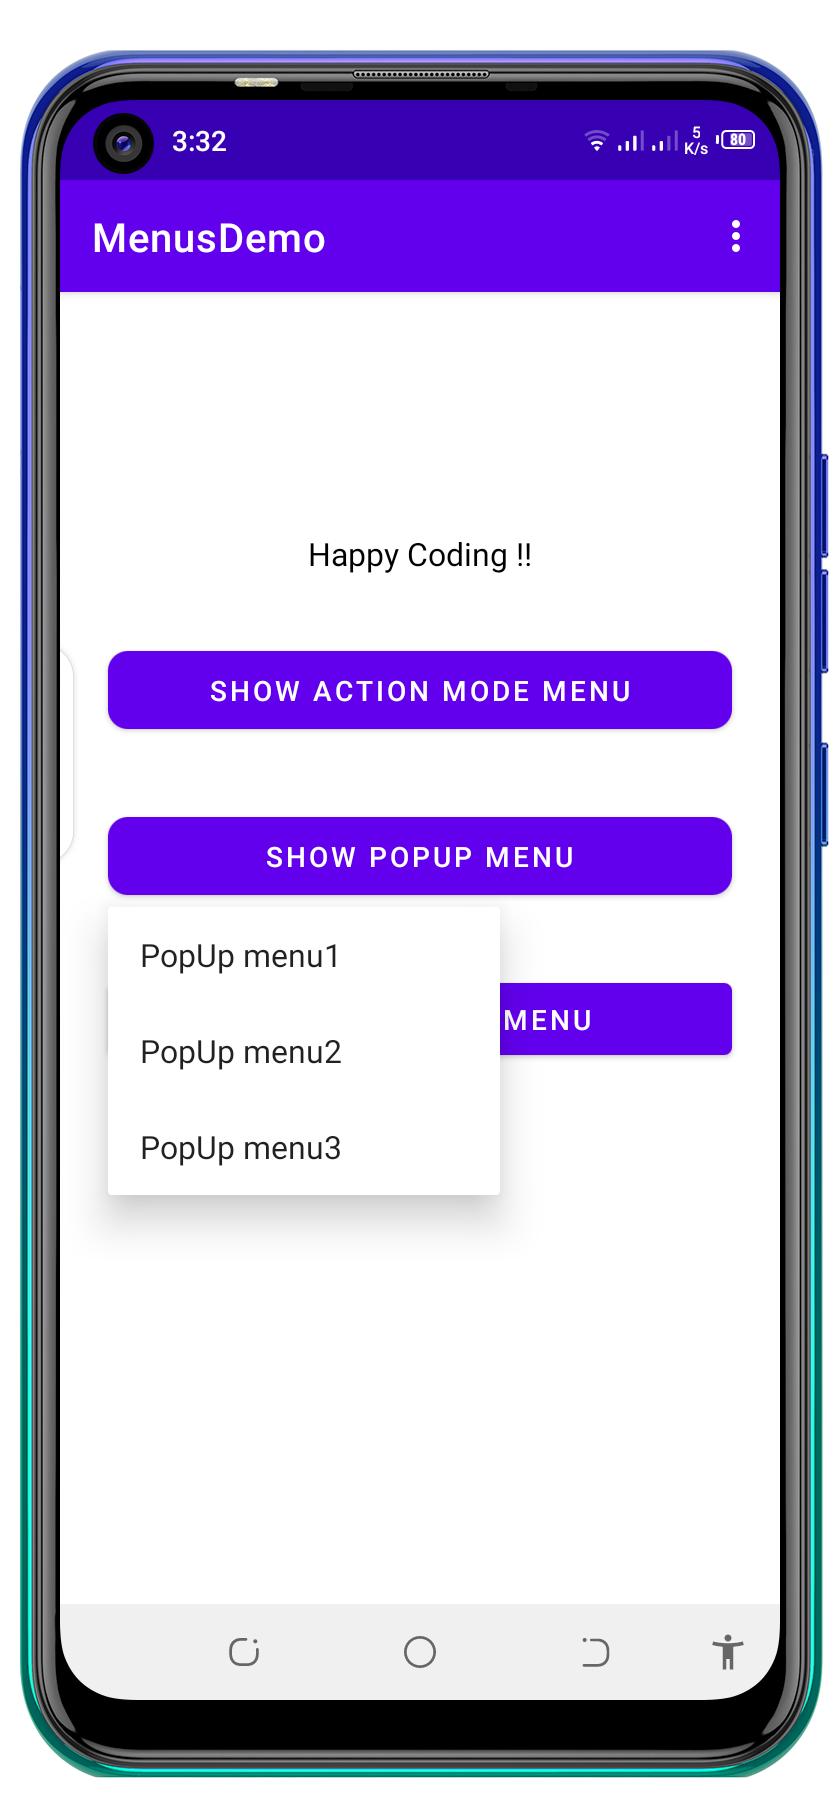 3:32
5
K/s
80
MenusDemo
Happy Coding !!
SHOW ACTION MODE MENU
SHOW POPUP MENU
PopUp menu1
MENU
PopUp menu2
PopUp menu3